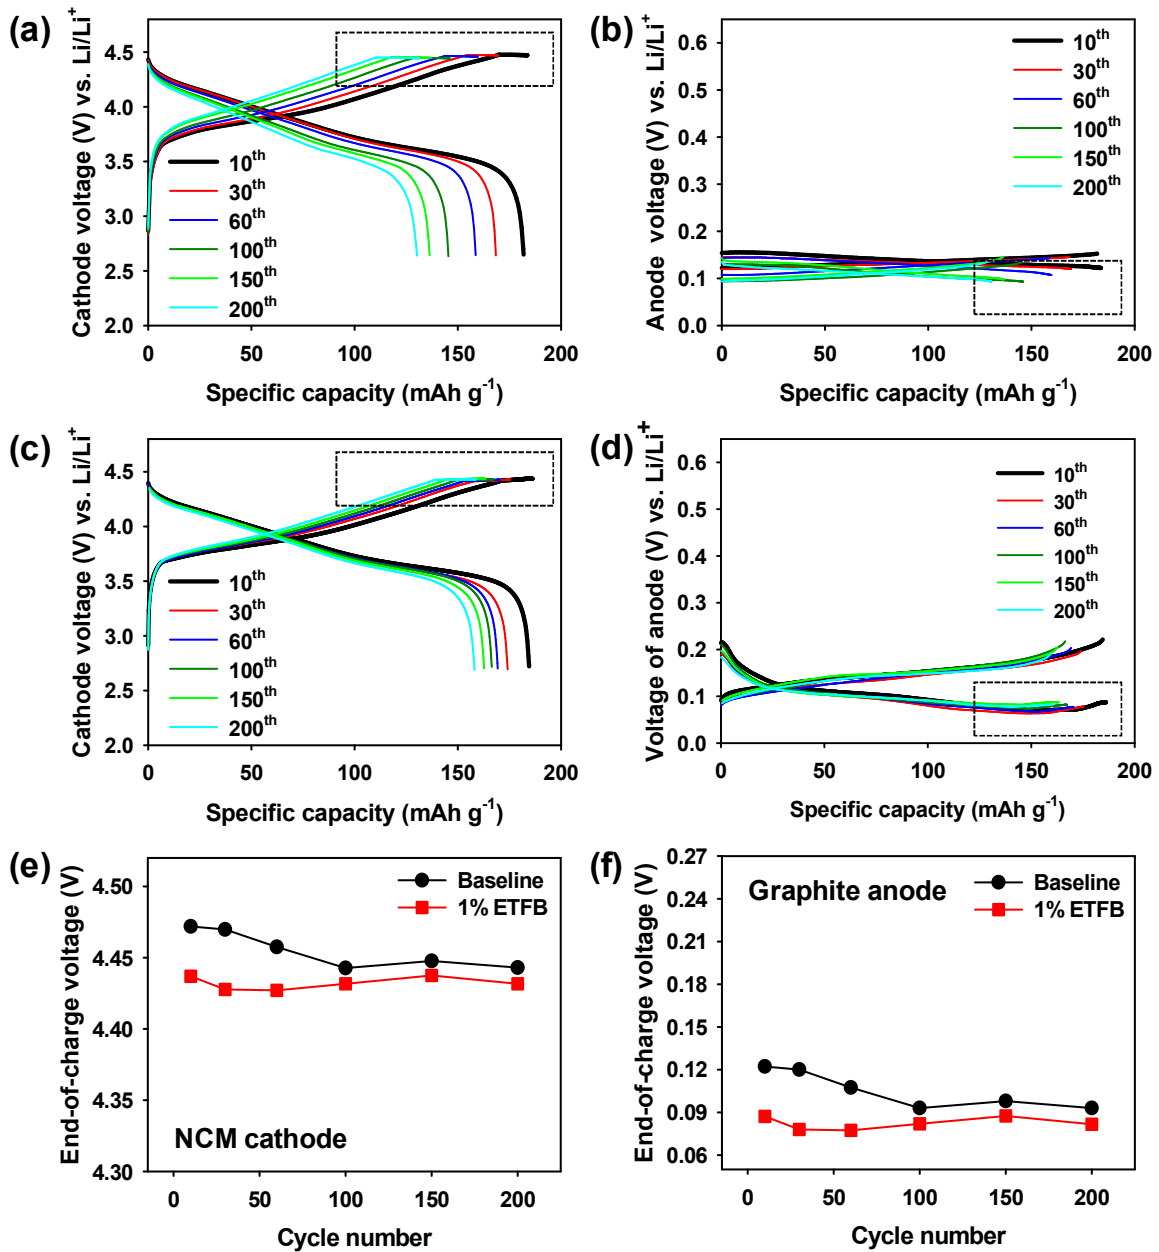 (a)
Cathode voltage (V) vs. Li/Li⁺
4.5
4.0
3.5
3.0
2.5
2.0
10th
30th
60th
100th
150th
200th
0 50 100 150 200
Specific capacity (mAh g⁻¹)
(b)
Anode voltage (V) vs. Li/Li⁺
0.6
0.5
0.4
0.3
0.2
0.1
0.0
10th
30th
60th
100th
150th
200th
0 50 100 150 200
Specific capacity (mAh g⁻¹)
(c)
Cathode voltage (V) vs. Li/Li⁺
4.5
4.0
3.5
3.0
2.5
2.0
10th
30th
60th
100th
150th
200th
0 50 100 150 200
Specific capacity (mAh g⁻¹)
(d)
Voltage of anode (V) vs. Li/Li⁺
0.6
0.5
0.4
0.3
0.2
0.1
0.0
10th
30th
60th
100th
150th
200th
0 50 100 150 200
Specific capacity (mAh g⁻¹)
(e)
End-of-charge voltage (V)
4.50
4.45
4.40
4.35
4.30
Baseline
1% ETFB
NCM cathode
0 50 100 150 200
Cycle number
(f)
End-of-charge voltage (V)
0.27
0.24
0.21
0.18
0.15
0.12
0.09
0.06
Graphite anode
Baseline
1% ETFB
0 50 100 150 200
Cycle number